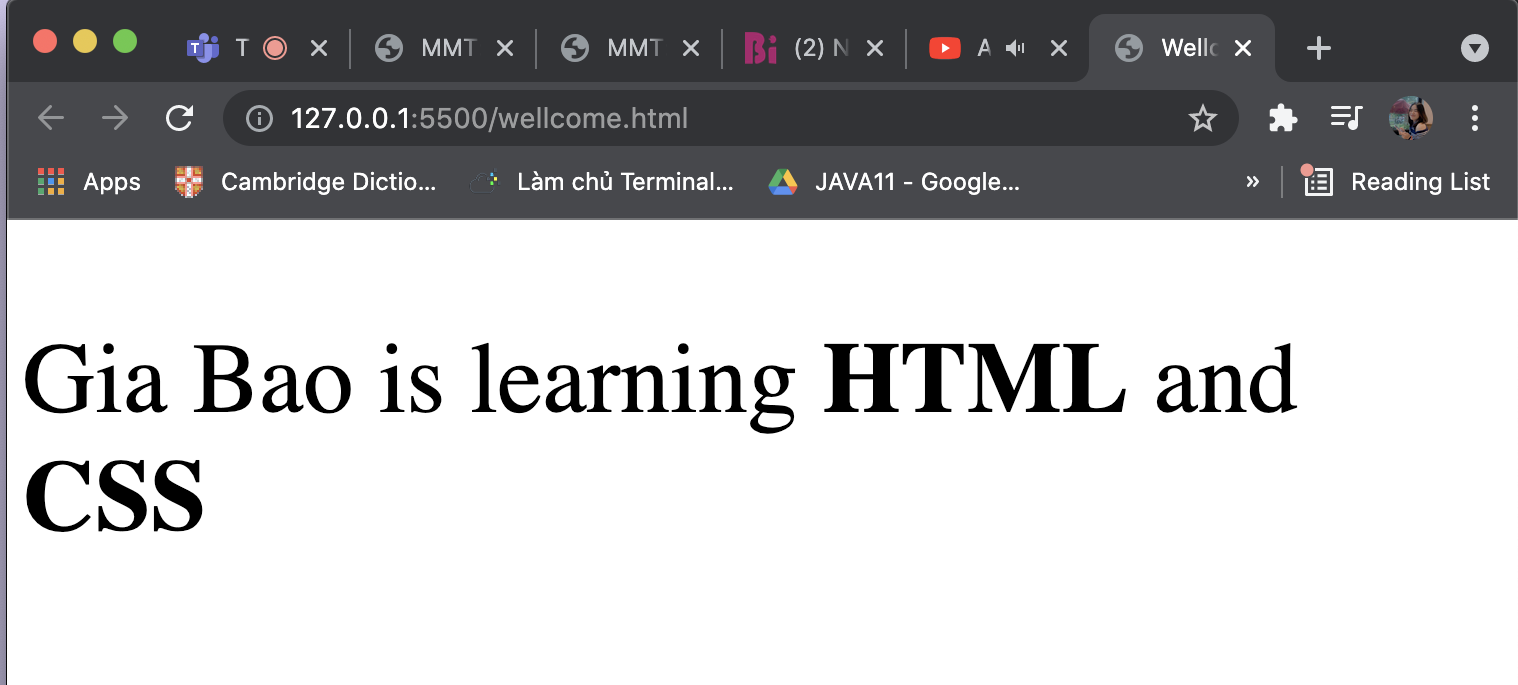 T MMT MMT (2) N A Wellc
127.0.0.1:5500/wellcome.html
Apps Cambridge Dictio... Làm chủ Terminal... JAVA11 - Google... » Reading List
Gia Bao is learning HTML and
CSS